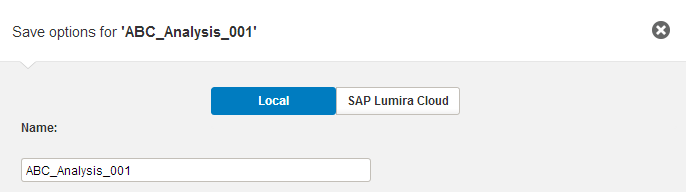 Save options for 'ABC_Analysis_001'
Local SAP Lumira Cloud
Name:
ABC_Analysis_001